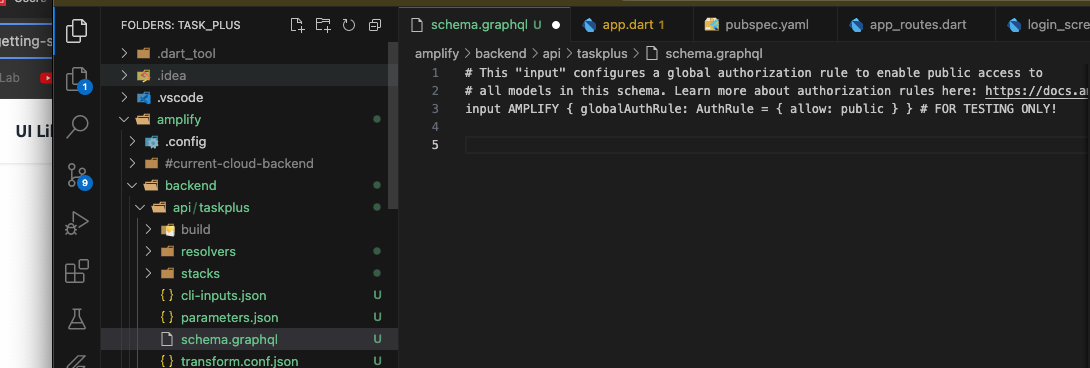 Users
getting-s
Lab
UI Li
1
9
FOLDERS: TASK_PLUS
.dart_tool
.idea
.vscode
amplify
.config
#current-cloud-backend
backend
api/taskplus
build
resolvers
stacks
{ } cli-inputs.json U
{ } parameters.json U
schema.graphql U
{ } transform.conf.json U
schema.graphql U
app.dart 1
pubspec.yaml
app_routes.dart
login_scre
amplify > backend > api > taskplus > schema.graphql
1 # This "input" configures a global authorization rule to enable public access to
2 # all models in this schema. Learn more about authorization rules here: https://docs.a
3 input AMPLIFY { globalAuthRule: AuthRule = { allow: public } } # FOR TESTING ONLY!
4
5